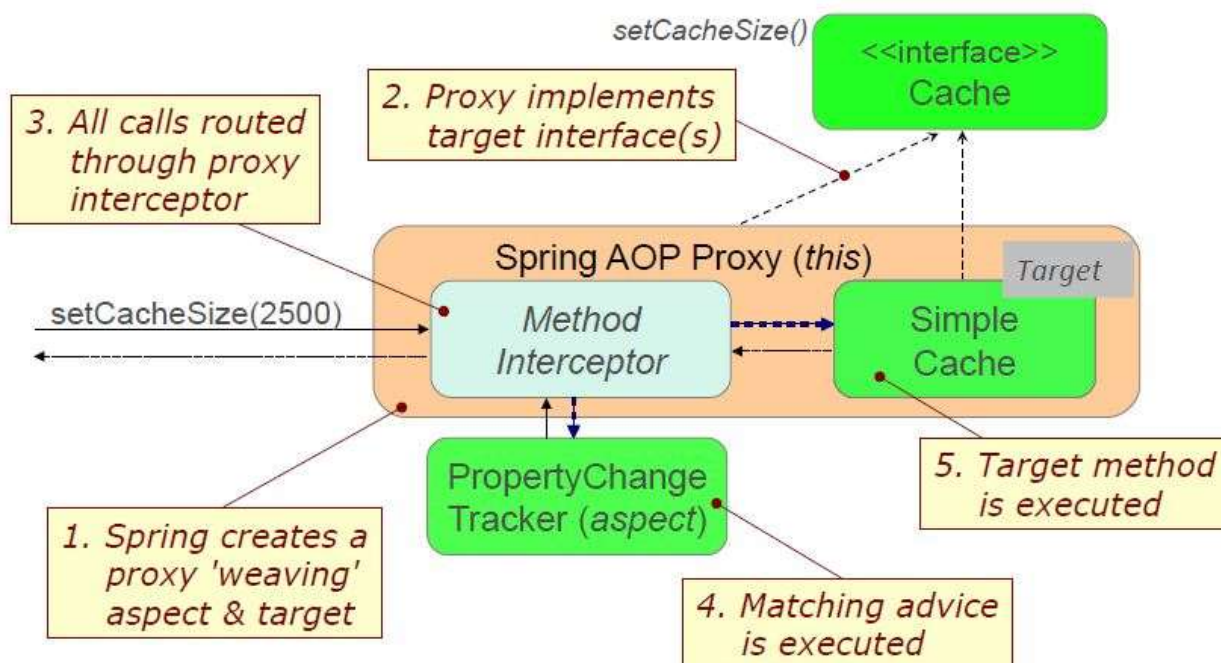 setCacheSize()
<<interface>>
Cache
2. Proxy implements
target interface(s)
3. All calls routed
through proxy
interceptor
Spring AOP Proxy (this)
Target
setCacheSize(2500)
Method
Interceptor
Simple
Cache
PropertyChange
Tracker (aspect)
5. Target method
is executed
1. Spring creates a
proxy 'weaving'
aspect & target
4. Matching advice
is executed